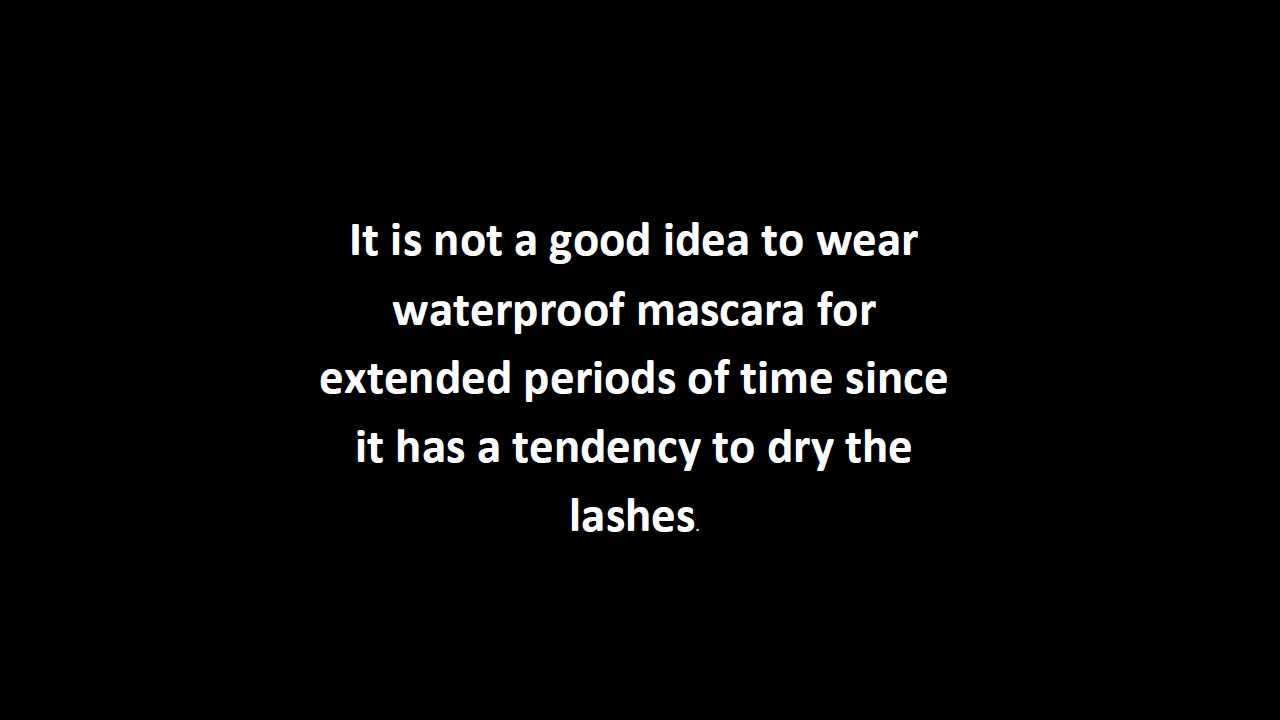 It is not a good idea to wear
waterproof mascara for
extended periods of time since
it has a tendency to dry the
lashes.